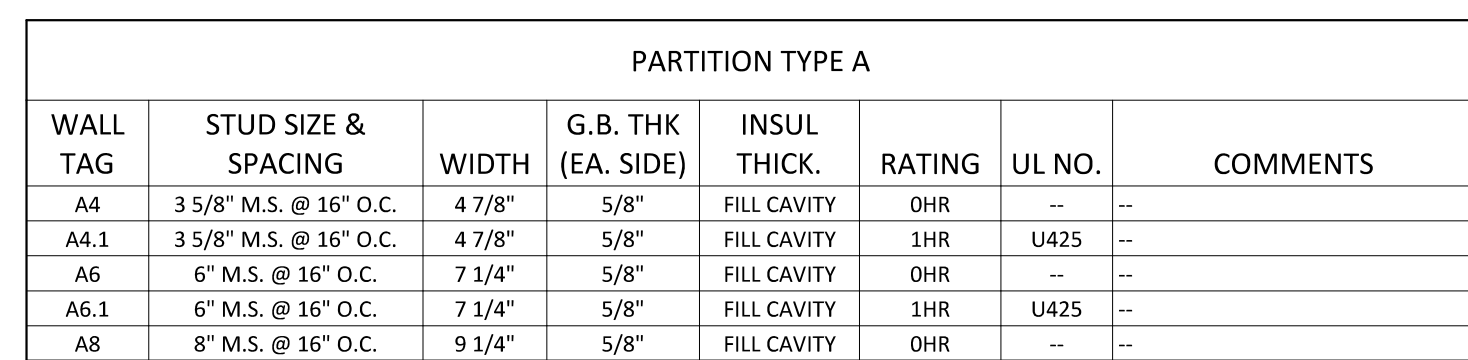 PARTITION TYPE A
WALL TAG | STUD SIZE & SPACING | WIDTH | G.B. THK (EA. SIDE) | INSUL THICK. | RATING | UL NO. | COMMENTS
A4 | 3 5/8" M.S. @ 16" O.C. | 4 7/8" | 5/8" | FILL CAVITY | 0HR | -- | --
A4.1 | 3 5/8" M.S. @ 16" O.C. | 4 7/8" | 5/8" | FILL CAVITY | 1HR | U425 | --
A6 | 6" M.S. @ 16" O.C. | 7 1/4" | 5/8" | FILL CAVITY | 0HR | -- | --
A6.1 | 6" M.S. @ 16" O.C. | 7 1/4" | 5/8" | FILL CAVITY | 1HR | U425 | --
A8 | 8" M.S. @ 16" O.C. | 9 1/4" | 5/8" | FILL CAVITY | 0HR | -- | --